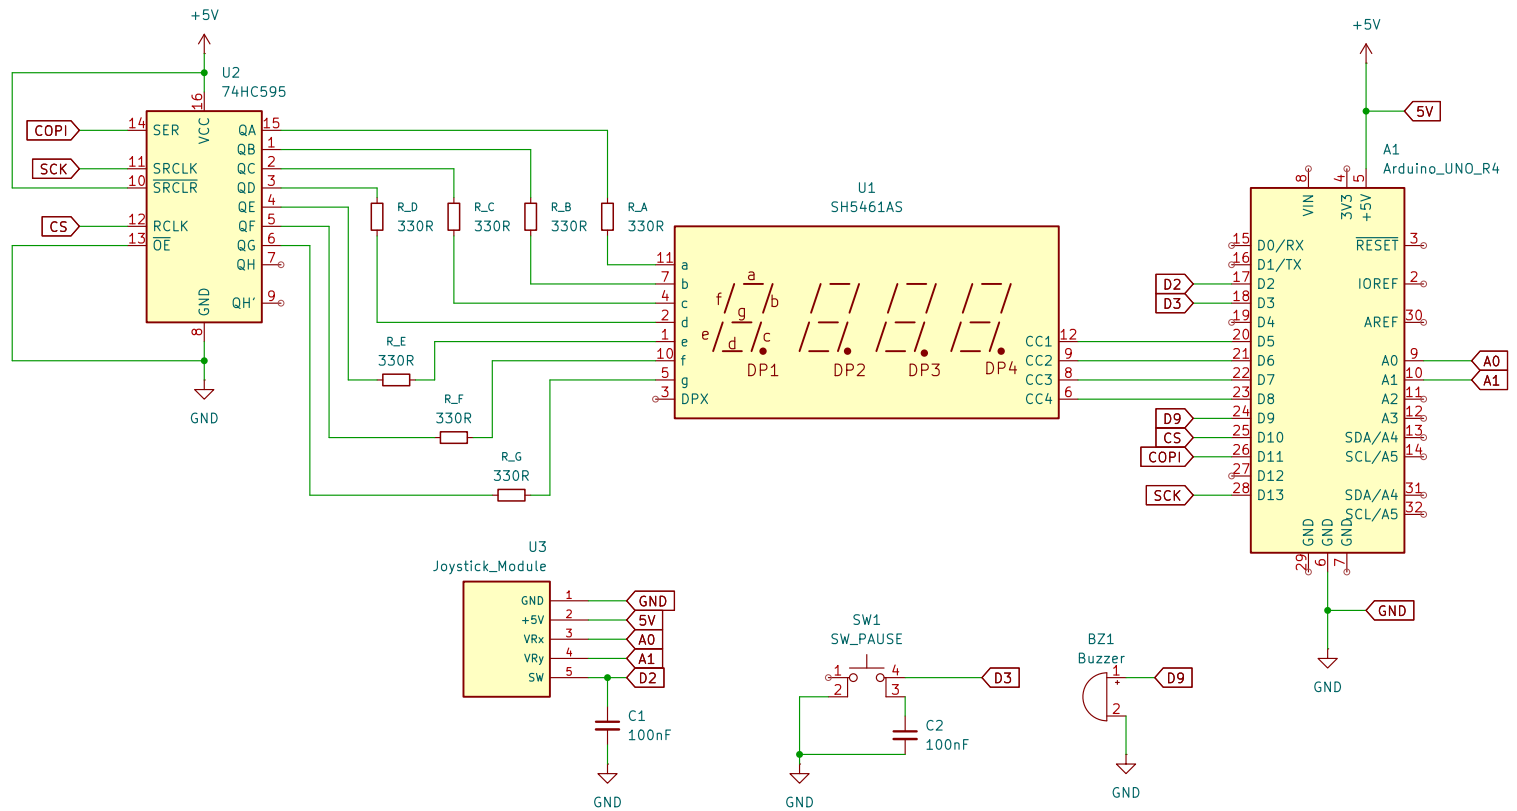 +5V
U2
74HC595
16
VCC
COPI
14
SER
SCK
11
SRCLK
10
SRCLR
CS
12
RCLK
13
OE
GND
8
GND
QA
15
QB
1
QC
2
QD
3
QE
4
QF
5
QG
6
QH
7
QH'
9
R_D
330R
R_C
330R
R_B
330R
R_A
330R
R_E
330R
R_F
330R
R_G
330R
U1
SH5461AS
11
a
7
b
4
c
2
d
1
e
10
f
5
g
3
DPX
a
f
b
g
e
c
d
DP1
DP2
DP3
DP4
CC1
12
CC2
9
CC3
8
CC4
6
+5V
5V
A1
Arduino_UNO_R4
8
VIN
4
3V3
5
+5V
15
D0/RX
16
D1/TX
D2
17
D2
D3
18
D3
19
D4
20
D5
21
D6
22
D7
23
D8
D9
24
D9
CS
25
D10
COPI
26
D11
27
D12
SCK
28
D13
RESET
3
IOREF
2
AREF
30
A0
9
A0
A1
10
A1
A2
11
A3
12
SDA/A4
13
SCL/A5
14
SDA/A4
31
SCL/A5
32
GND
29
GND
6
GND
7
GND
GND
U3
Joystick_Module
GND
1
GND
+5V
2
5V
VRx
3
A0
VRy
4
A1
SW
5
D2
C1
100nF
GND
SW1
SW_PAUSE
1
2
4
3
D3
C2
100nF
GND
BZ1
Buzzer
1
+
2
D9
GND